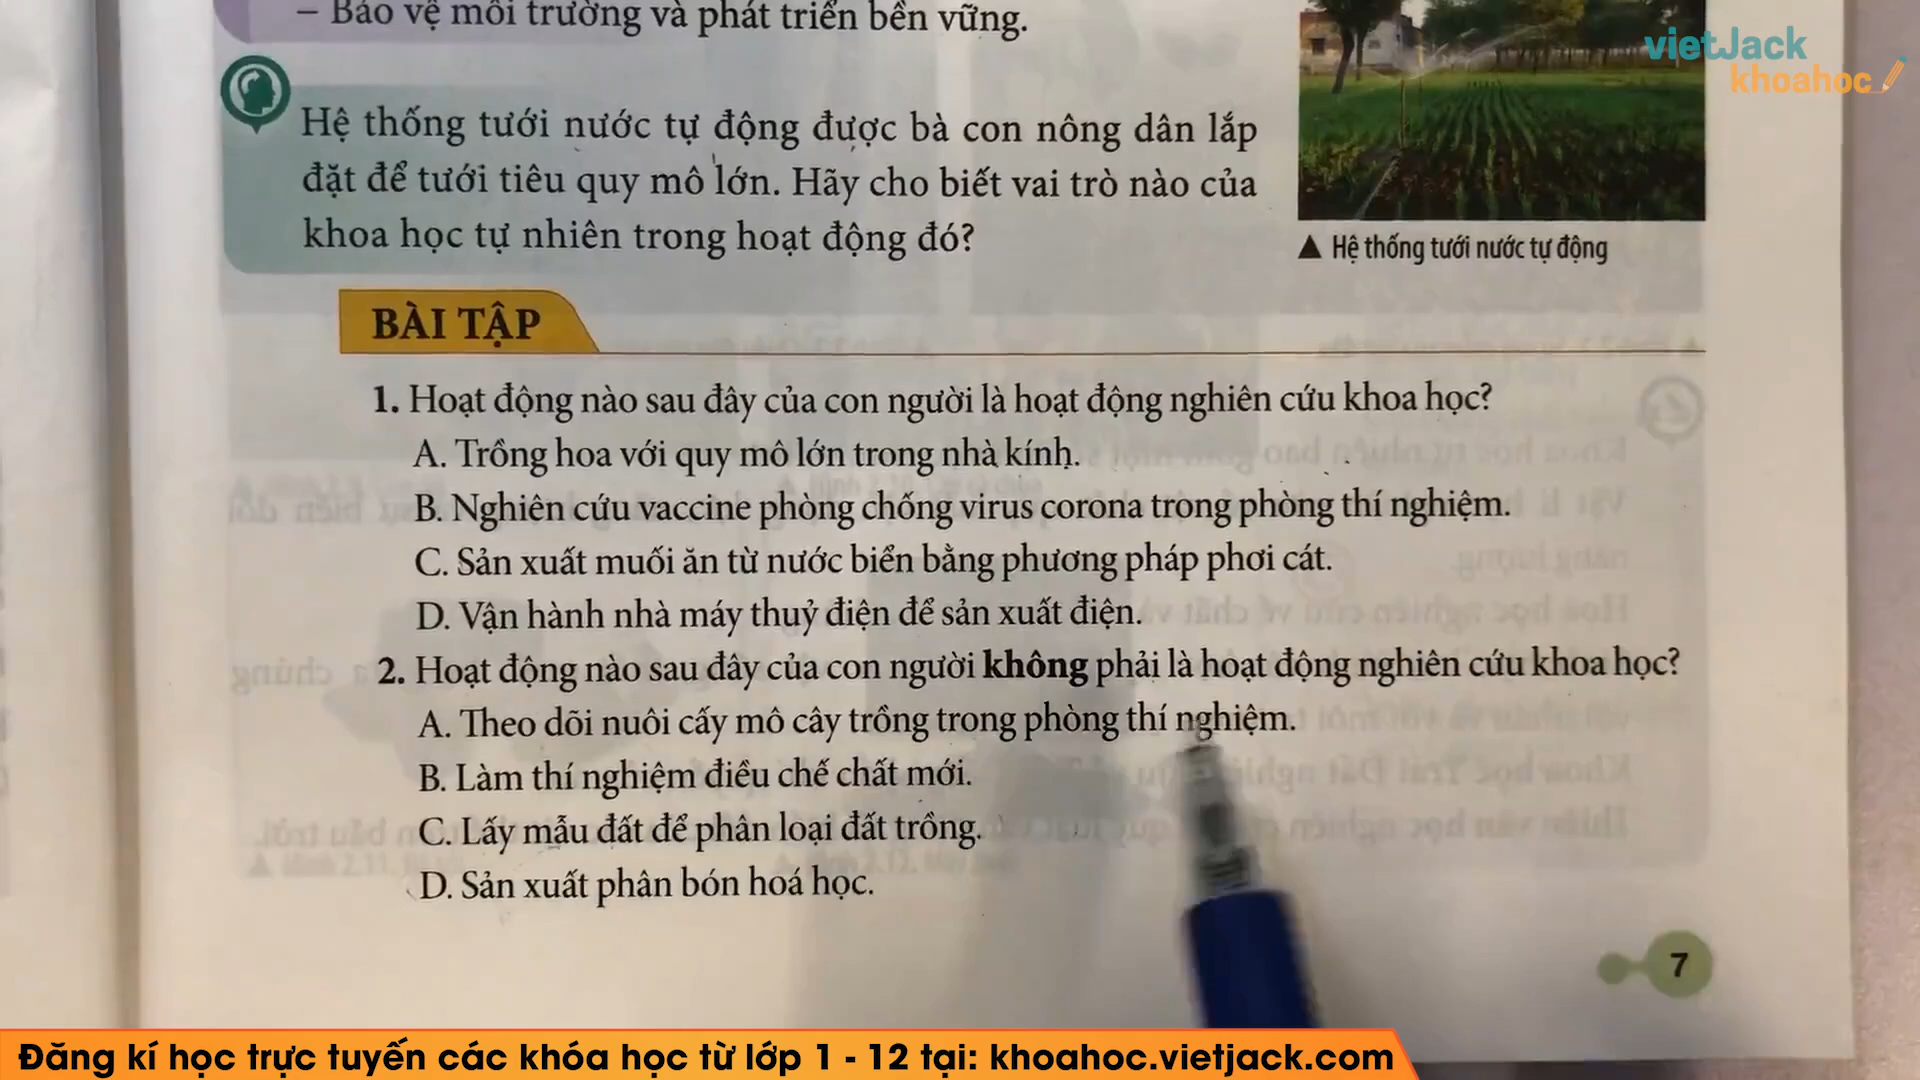 – Bảo vệ môi trường và phát triển bền vững.
vietJack
khoahoc
Hệ thống tưới nước tự động được bà con nông dân lắp
đặt để tưới tiêu quy mô lớn. Hãy cho biết vai trò nào của
khoa học tự nhiên trong hoạt động đó?
▲ Hệ thống tưới nước tự động
BÀI TẬP
1. Hoạt động nào sau đây của con người là hoạt động nghiên cứu khoa học?
A. Trồng hoa với quy mô lớn trong nhà kính.
B. Nghiên cứu vaccine phòng chống virus corona trong phòng thí nghiệm.
C. Sản xuất muối ăn từ nước biển bằng phương pháp phơi cát.
D. Vận hành nhà máy thuỷ điện để sản xuất điện.
2. Hoạt động nào sau đây của con người không phải là hoạt động nghiên cứu khoa học?
A. Theo dõi nuôi cấy mô cây trồng trong phòng thí nghiệm.
B. Làm thí nghiệm điều chế chất mới.
C. Lấy mẫu đất để phân loại đất trồng.
D. Sản xuất phân bón hoá học.
7
Đăng kí học trực tuyến các khóa học từ lớp 1 - 12 tại: khoahoc.vietjack.com